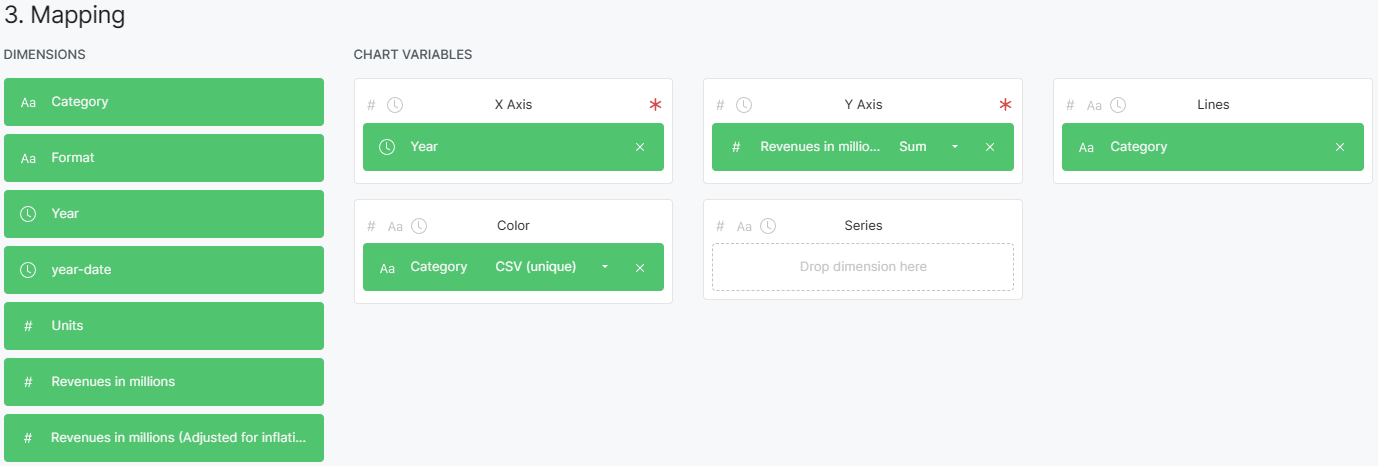 3. Mapping
DIMENSIONS
Aa Category
Aa Format
Year
year-date
# Units
# Revenues in millions
# Revenues in millions (Adjusted for inflati...
CHART VARIABLES
# X Axis *
Year ×
# Y Axis *
# Revenues in millio... Sum ×
# Aa Lines
Aa Category ×
# Aa Color
Aa Category CSV (unique) ×
# Aa Series
Drop dimension here